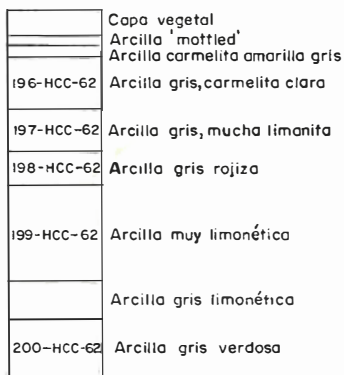 Capa vegetal
Arcilla 'mottled'
Arcilla carmelita amarilla gris
196-HCC-62 Arcilla gris, carmelita clara
197-HCC-62 Arcilla gris, mucha limanita
198-HCC-62 Arcilla gris rojiza
199-HCC-62 Arcilla muy limonética
Arcilla gris limonética
200-HCC-62 Arcilla gris verdosa